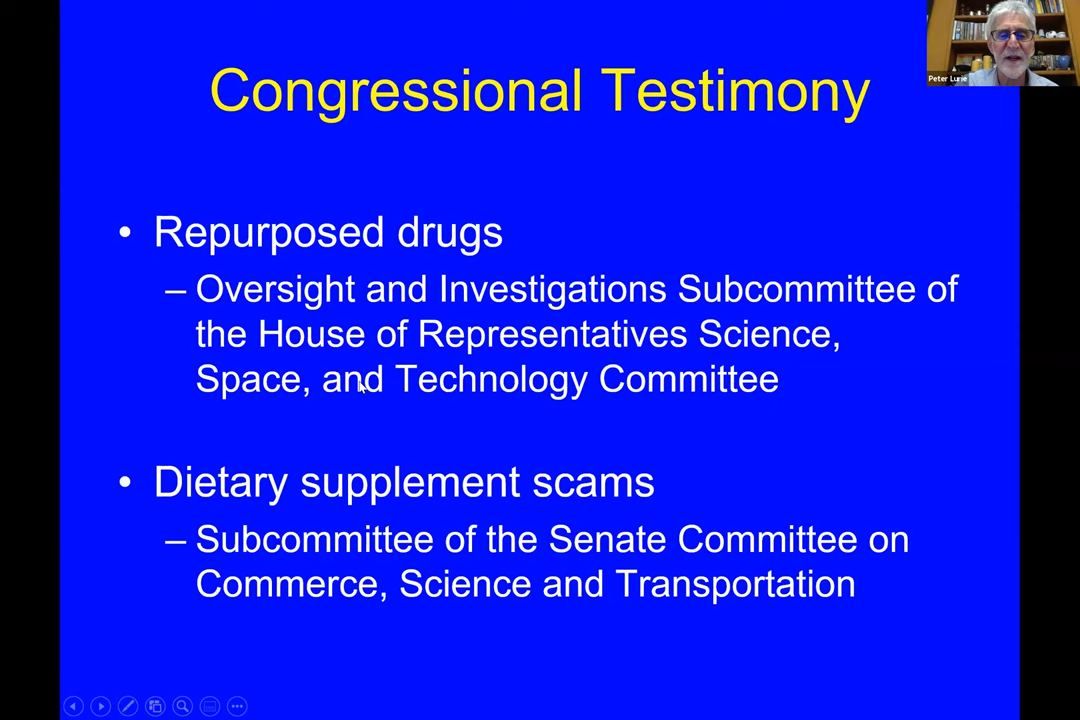 Congressional Testimony
Peter Lurie
• Repurposed drugs
– Oversight and Investigations Subcommittee of
the House of Representatives Science,
Space, and Technology Committee
• Dietary supplement scams
– Subcommittee of the Senate Committee on
Commerce, Science and Transportation